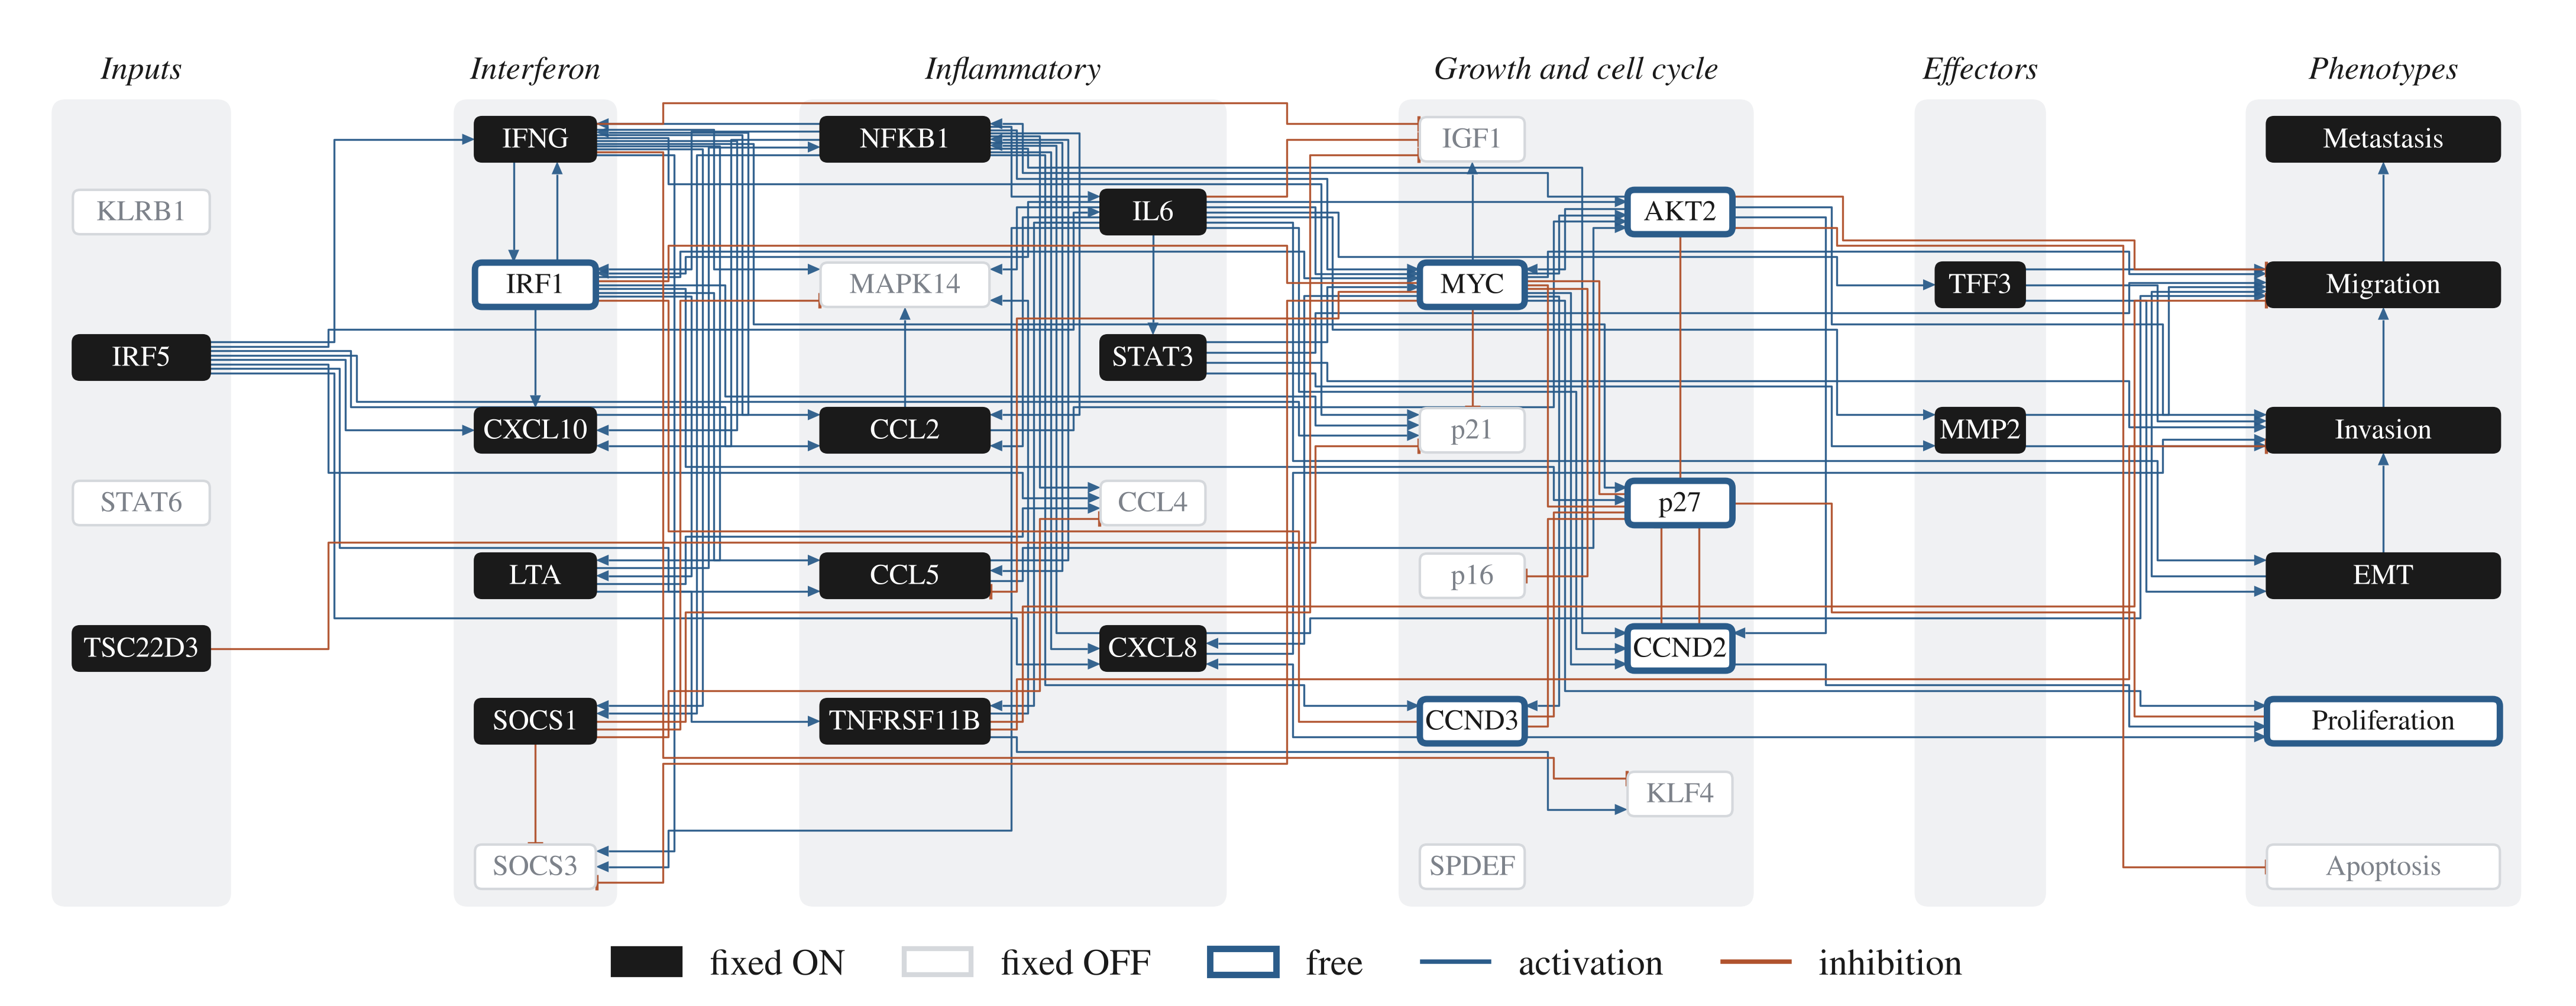 Inputs
Interferon
Inflammatory
Growth and cell cycle
Effectors
Phenotypes
KLRB1
IRF5
STAT6
TSC22D3
IFNG
IRF1
CXCL10
LTA
SOCS1
SOCS3
NFKB1
IL6
MAPK14
STAT3
CCL2
CCL4
CCL5
CXCL8
TNFRSF11B
IGF1
AKT2
MYC
p21
p27
p16
CCND2
CCND3
KLF4
SPDEF
TFF3
MMP2
Metastasis
Migration
Invasion
EMT
Proliferation
Apoptosis
fixed ON
fixed OFF
free
activation
inhibition